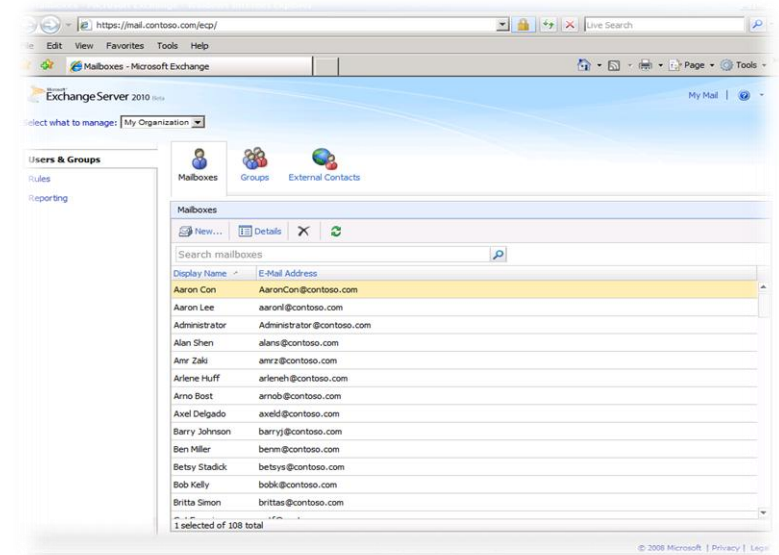 https://mail.contoso.com/ecp/
Live Search
Edit View Favorites Tools Help
Mailboxes - Microsoft Exchange
Page Tools
Microsoft
Exchange Server 2010 Beta
My Mail |
Select what to manage: My Organization
Users & Groups
Rules
Reporting
Mailboxes Groups External Contacts
Mailboxes
New... Details
Search mailboxes
Display Name E-Mail Address
Aaron Con AaronCon@contoso.com
Aaron Lee aaronl@contoso.com
Administrator Administrator@contoso.com
Alan Shen alans@contoso.com
Amr Zaki amrz@contoso.com
Arlene Huff arleneh@contoso.com
Arno Bost arnob@contoso.com
Axel Delgado axeld@contoso.com
Barry Johnson barryj@contoso.com
Ben Miller benm@contoso.com
Betsy Stadick betsys@contoso.com
Bob Kelly bobk@contoso.com
Britta Simon brittas@contoso.com
1 selected of 108 total
© 2008 Microsoft | Privacy | Legal